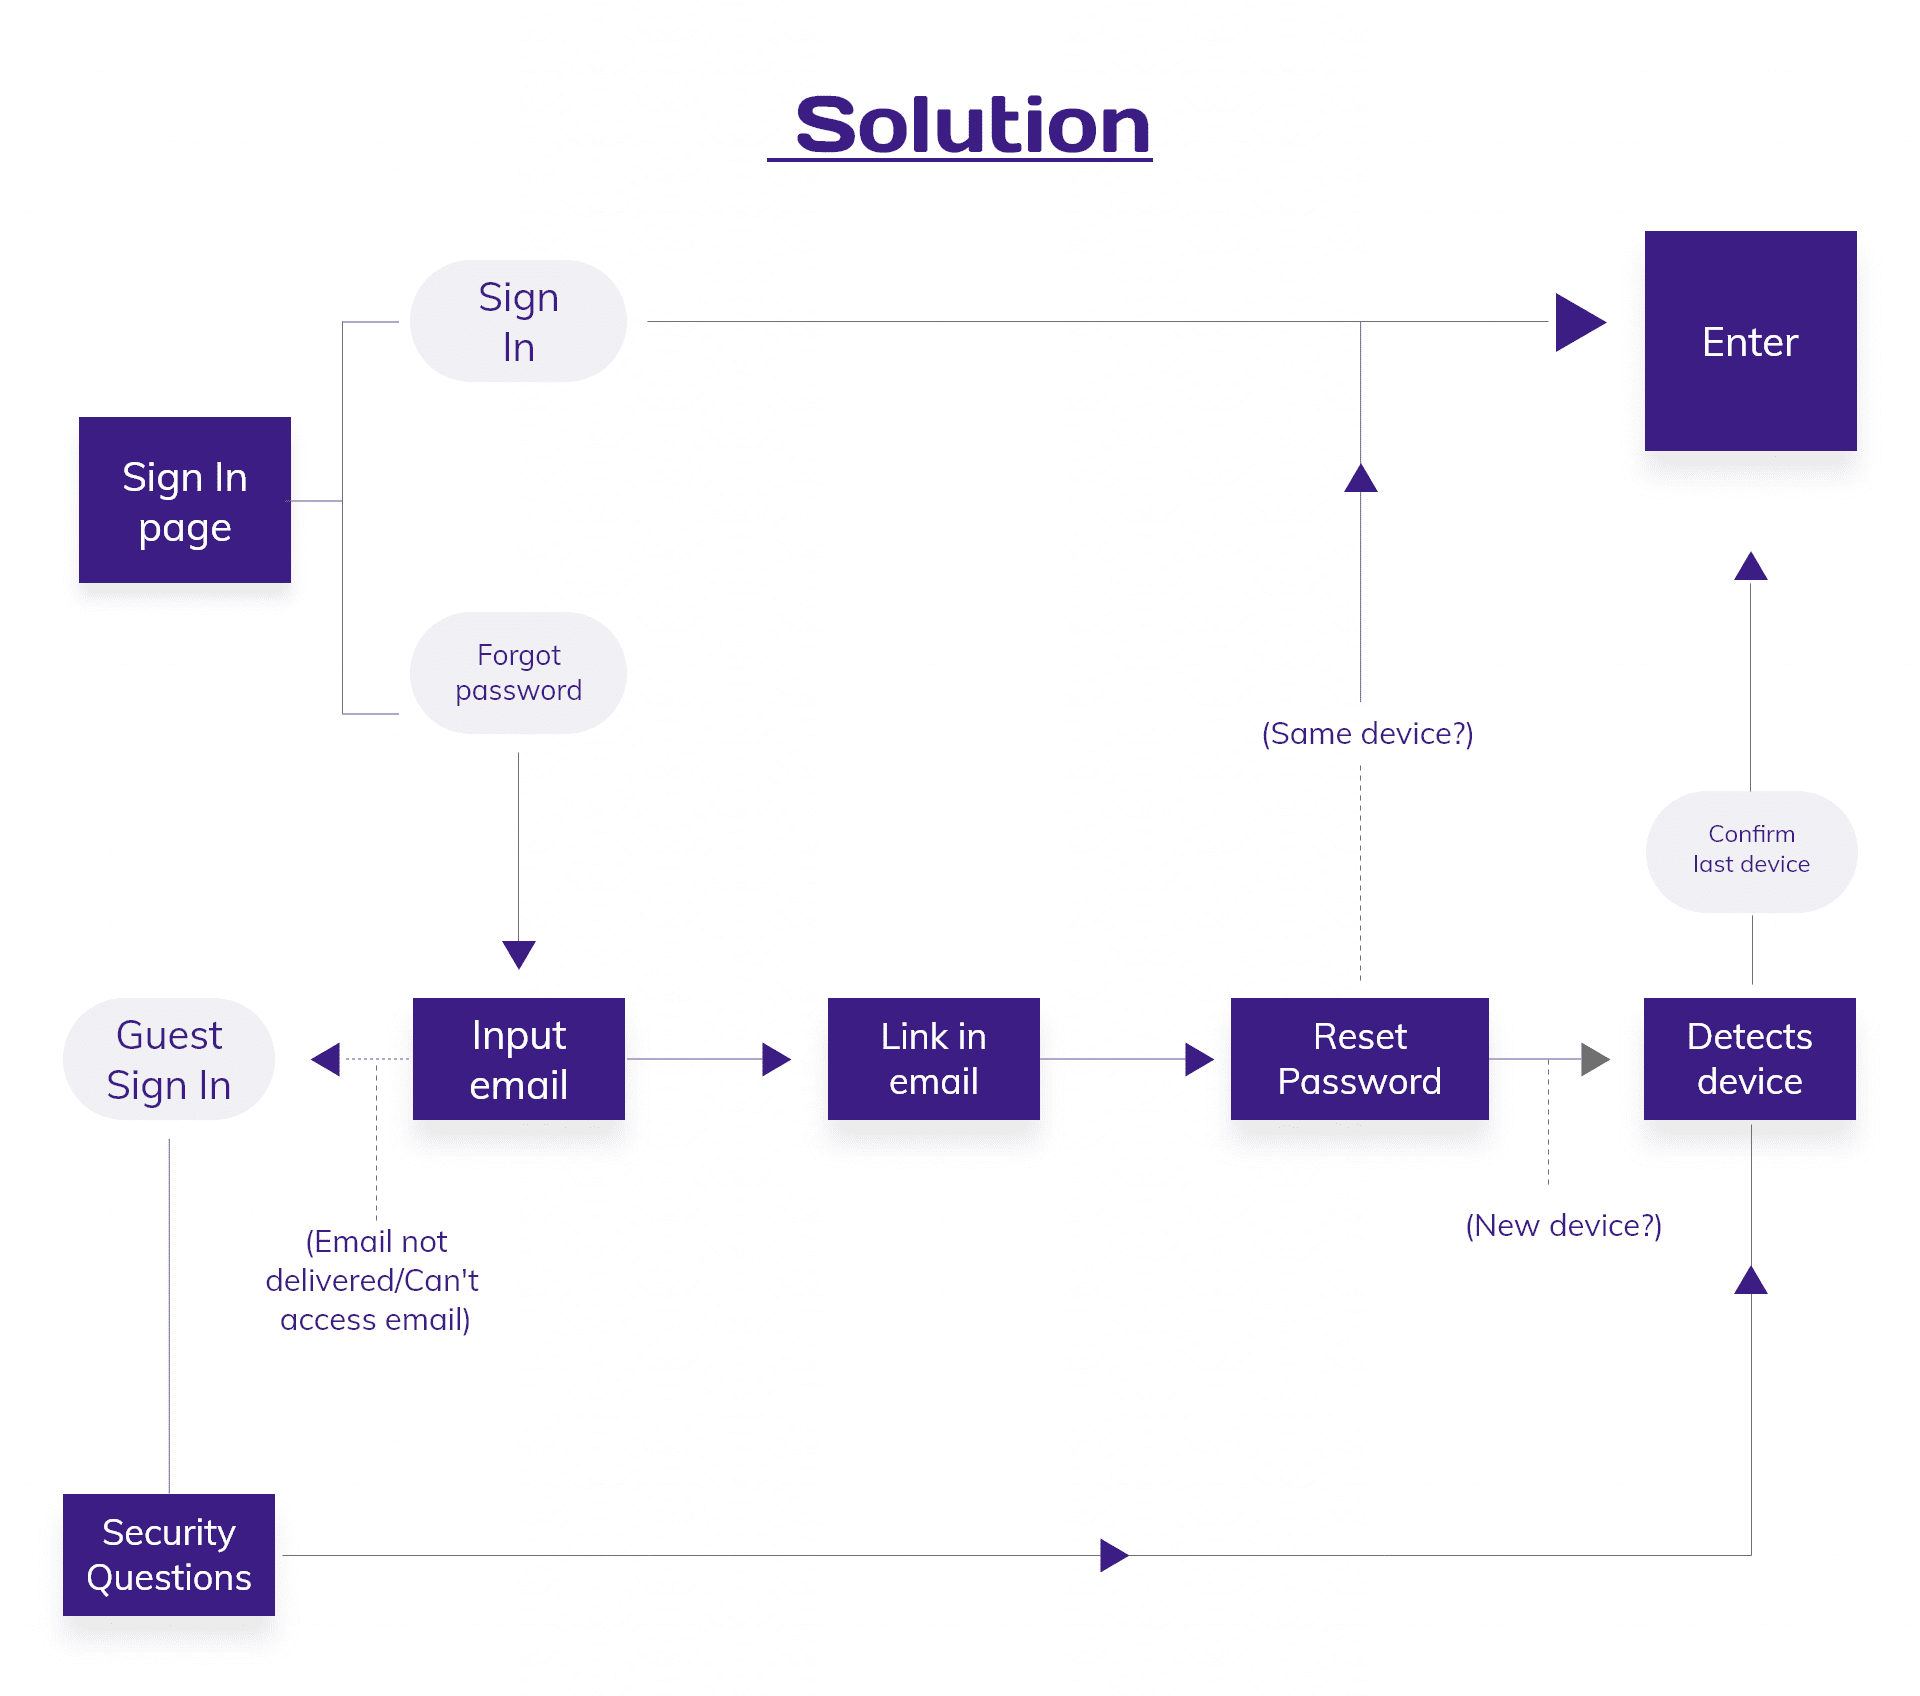 Solution
Sign
In
Enter
Sign In
page
Forgot
password
(Same device?)
Confirm
last device
Guest
Sign In
Input
email
Link in
email
Reset
Password
Detects
device
(New device?)
(Email not
delivered/Can't
access email)
Security
Questions